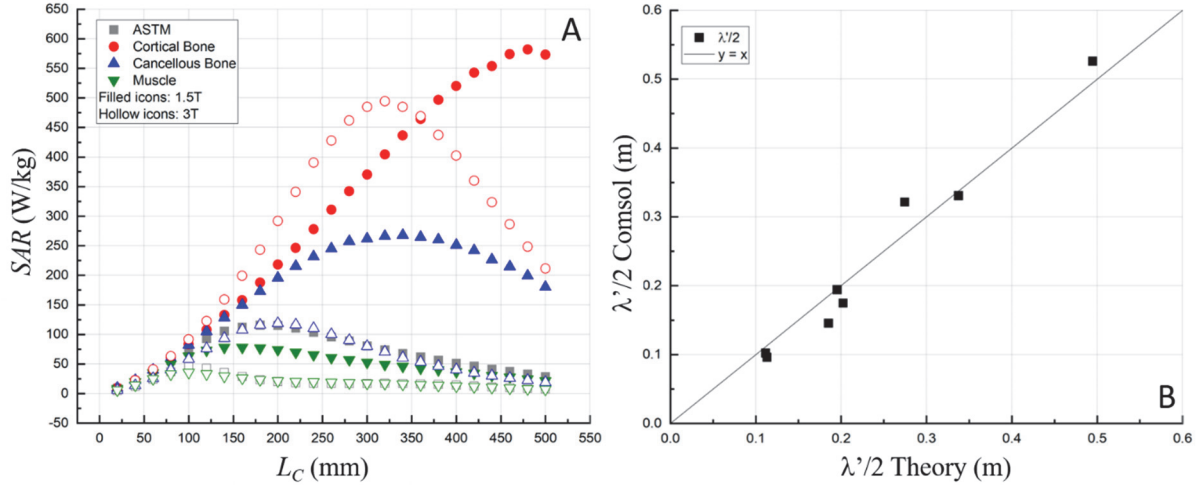 A
ASTM
Cortical Bone
Cancellous Bone
Muscle
Filled icons: 1.5T
Hollow icons: 3T
650
600
550
500
450
400
350
300
250
200
150
100
50
0
-50
SAR (W/kg)
0 50 100 150 200 250 300 350 400 450 500 550
L_C (mm)
B
λ'/2
y = x
0.6
0.5
0.4
0.3
0.2
0.1
0.0
λ'/2 Comsol (m)
0.0 0.1 0.2 0.3 0.4 0.5 0.6
λ'/2 Theory (m)